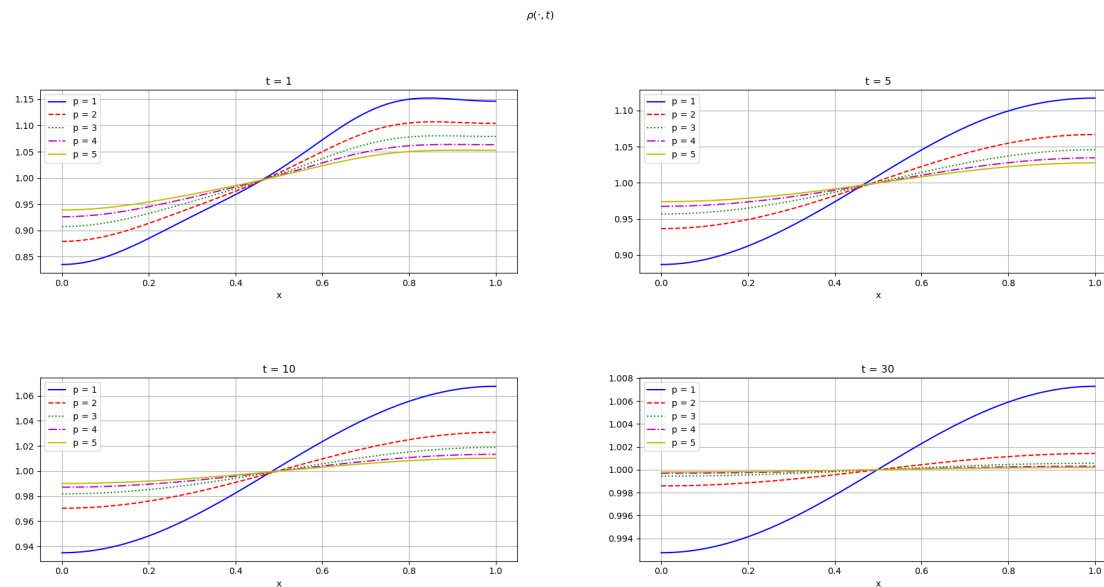 ρ(·, t)
t = 1
1.15
1.10
1.05
1.00
0.95
0.90
0.85
p = 1
p = 2
p = 3
p = 4
p = 5
0.0 0.2 0.4 0.6 0.8 1.0
x
t = 5
1.10
1.05
1.00
0.95
0.90
p = 1
p = 2
p = 3
p = 4
p = 5
0.0 0.2 0.4 0.6 0.8 1.0
x
t = 10
1.06
1.04
1.02
1.00
0.98
0.96
0.94
p = 1
p = 2
p = 3
p = 4
p = 5
0.0 0.2 0.4 0.6 0.8 1.0
x
t = 30
1.008
1.006
1.004
1.002
1.000
0.998
0.996
0.994
p = 1
p = 2
p = 3
p = 4
p = 5
0.0 0.2 0.4 0.6 0.8 1.0
x